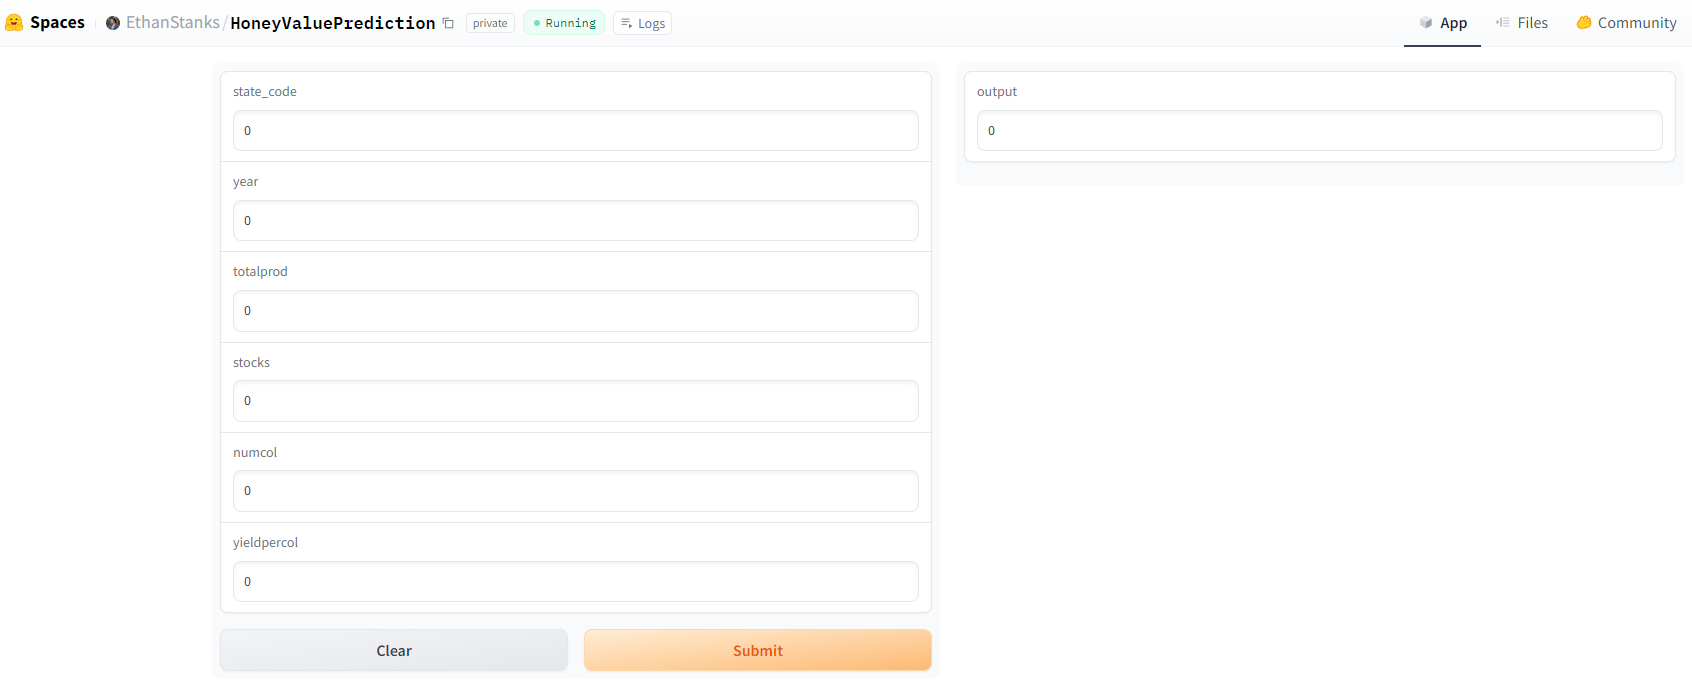 Spaces EthanStanks/HoneyValuePrediction private Running Logs App Files Community
state_code
0
year
0
totalprod
0
stocks
0
numcol
0
yieldpercol
0
Clear Submit
output
0